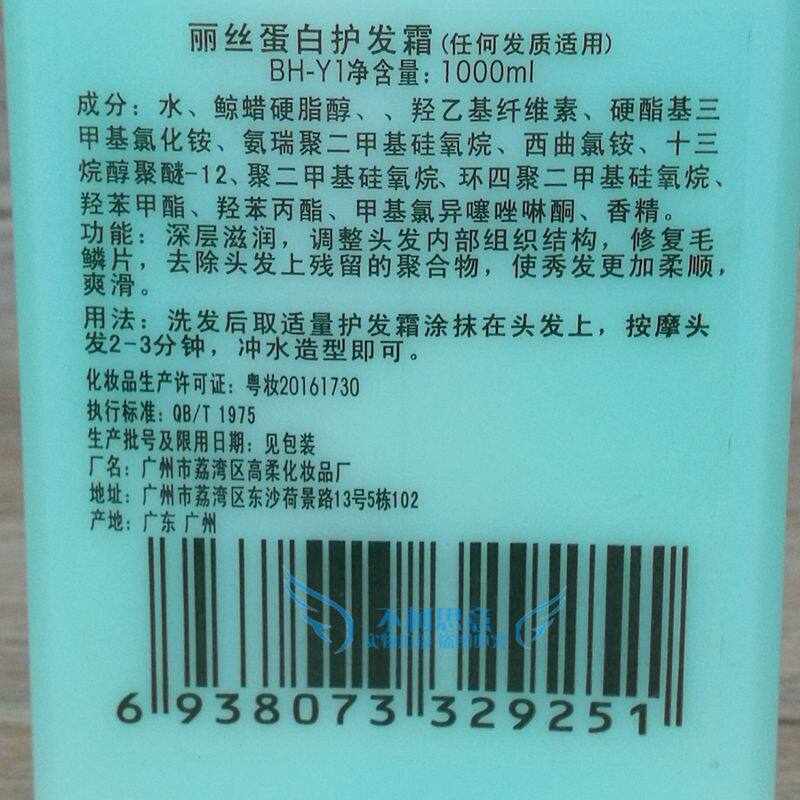 丽丝蛋白护发霜(任何发质适用)
BH-Y1净含量：1000ml
成分：水、鲸蜡硬脂醇、、羟乙基纤维素、硬酯基三
甲基氯化铵、氨瑞聚二甲基硅氧烷、西曲氯铵、十三
烷醇聚醚-12、聚二甲基硅氧烷、环四聚二甲基硅氧烷、
羟苯甲酯、羟苯丙酯、甲基氯异噻唑啉酮、香精。
功能：深层滋润，调整头发内部组织结构，修复毛
鳞片，去除头发上残留的聚合物，使秀发更加柔顺，
爽滑。
用法：洗发后取适量护发霜涂抹在头发上，按摩头
发2-3分钟，冲水造型即可。
化妆品生产许可证：粤妆20161730
执行标准：QB/T 1975
生产批号及限用日期：见包装
厂名：广州市荔湾区高柔化妆品厂
地址：广州市荔湾区东沙荷景路13号5栋102
产地：广东 广州
不柯思意
实物拍摄 盗图必究
6 938073 329251